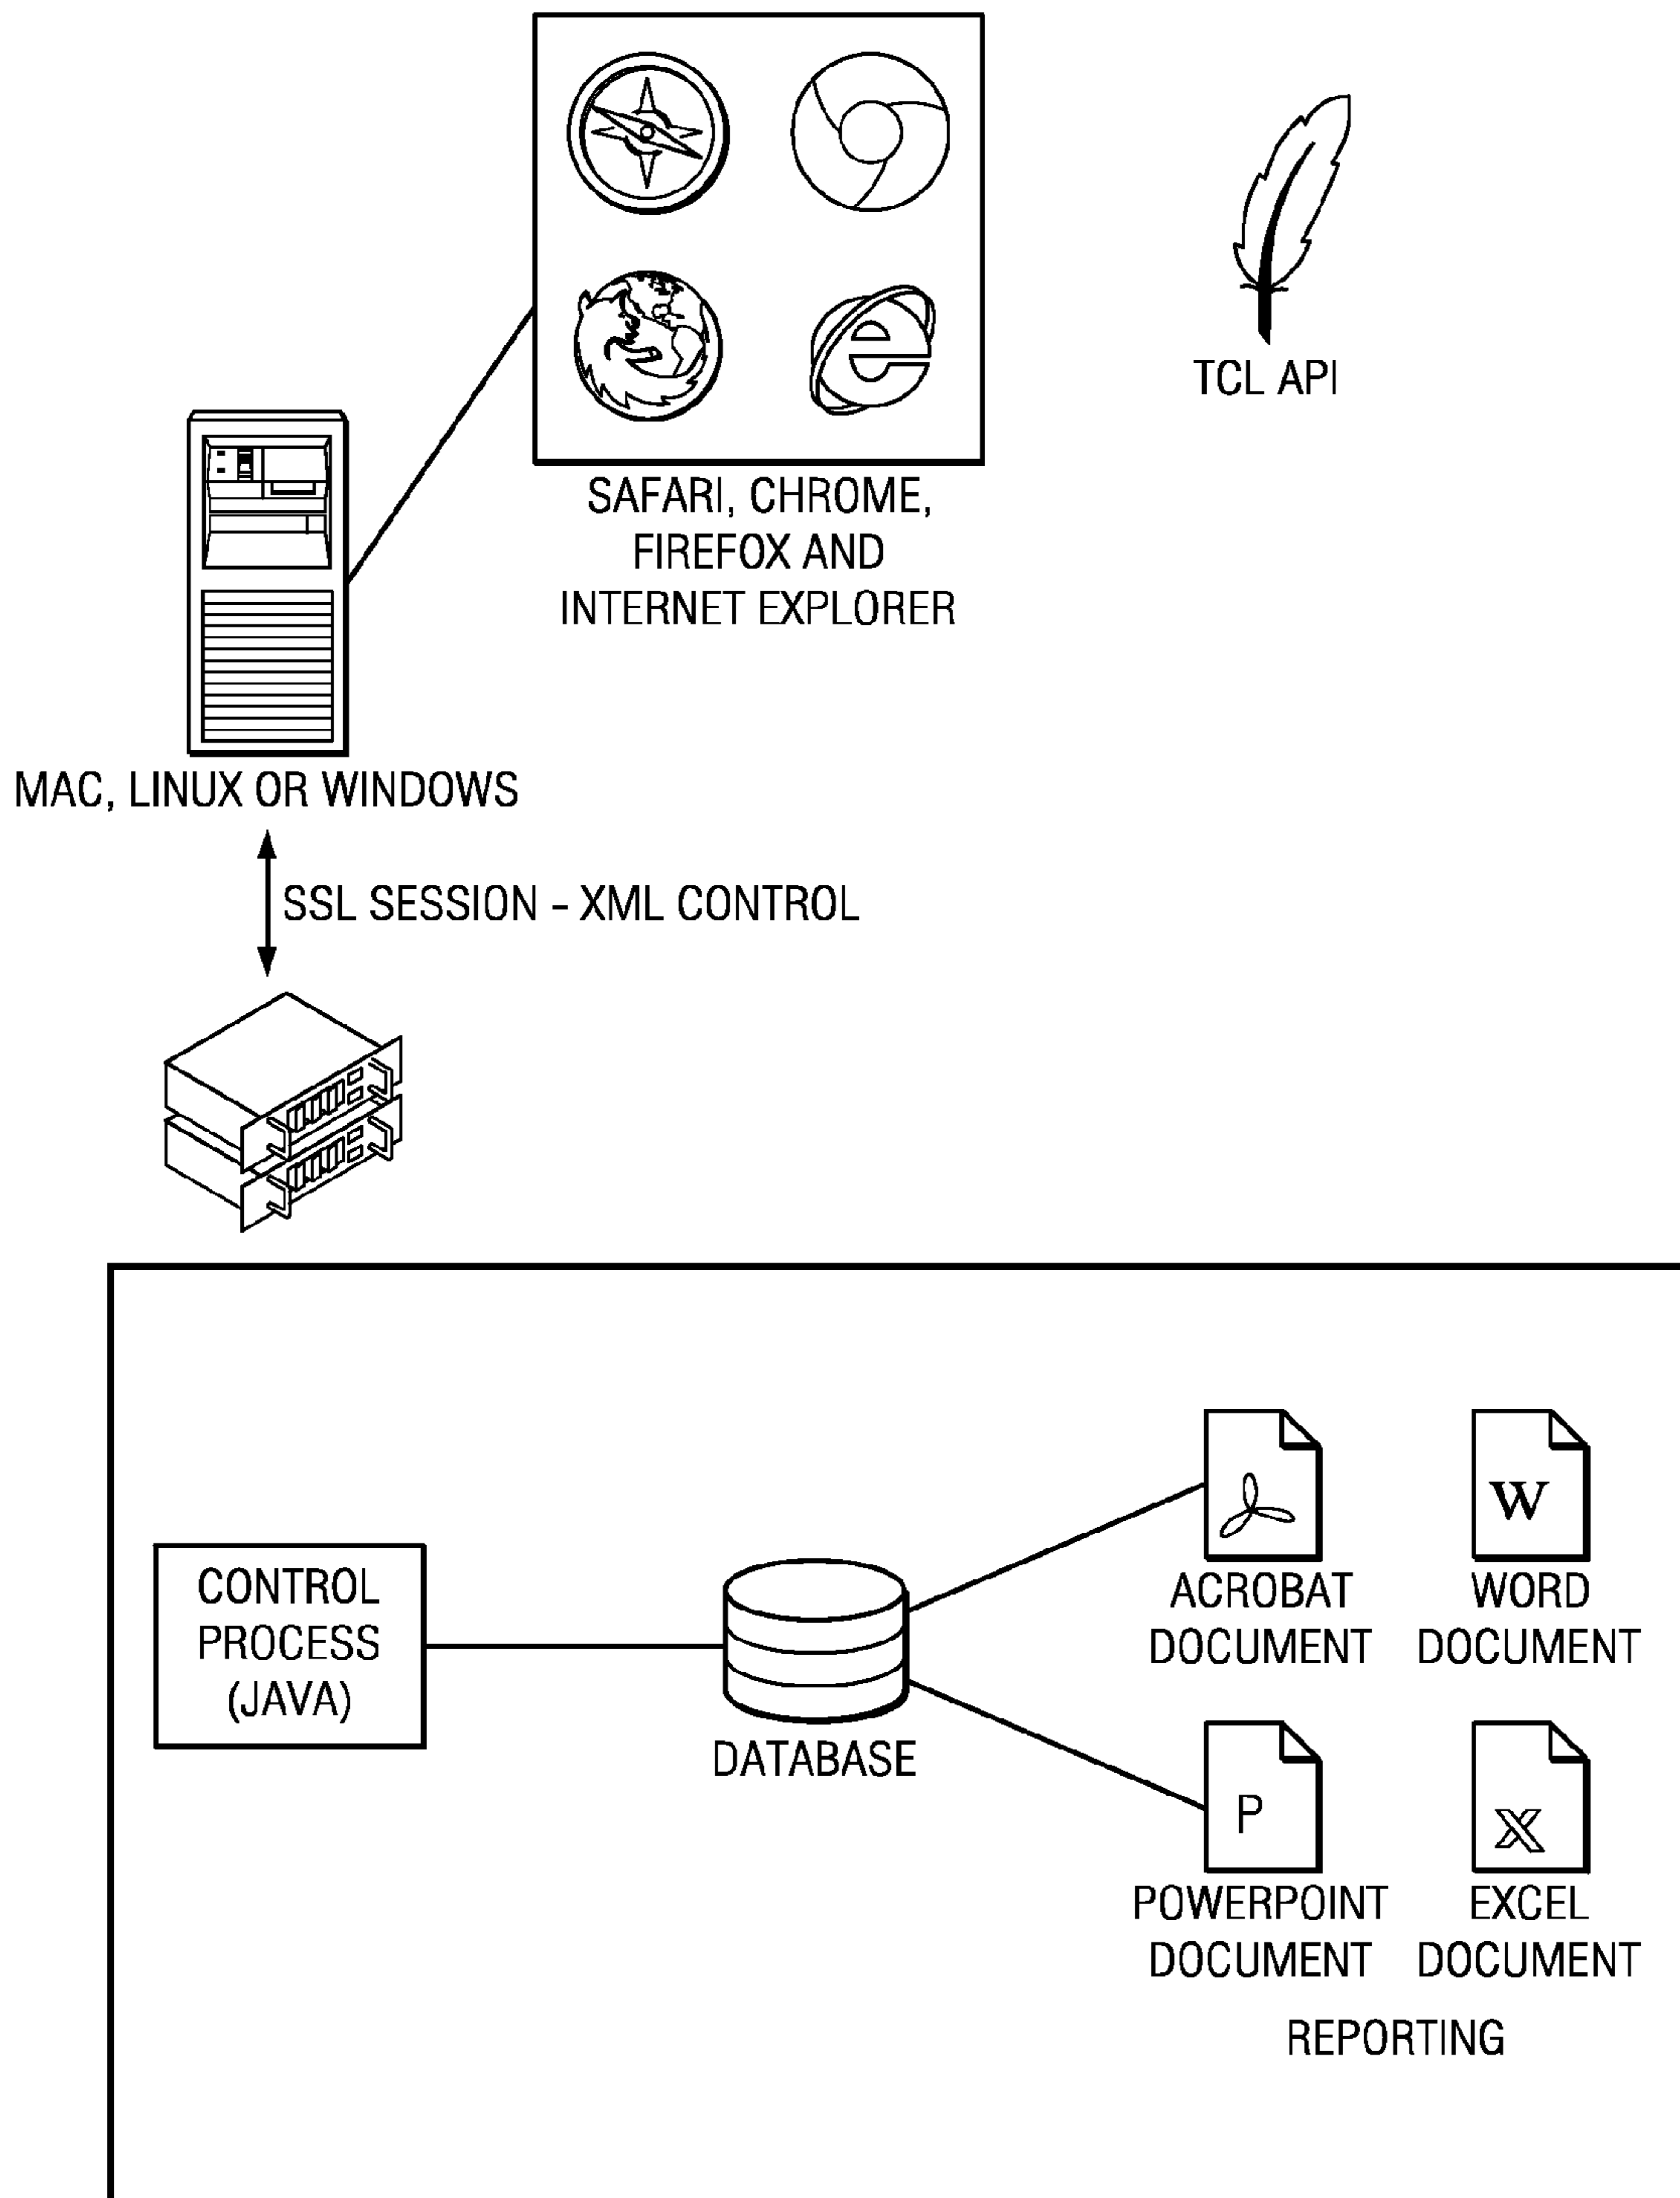 SAFARI, CHROME,
FIREFOX AND
INTERNET EXPLORER
TCL API
MAC, LINUX OR WINDOWS
SSL SESSION - XML CONTROL
CONTROL
PROCESS
(JAVA)
DATABASE
ACROBAT
DOCUMENT
W
WORD
DOCUMENT
P
POWERPOINT
DOCUMENT
X
EXCEL
DOCUMENT
REPORTING